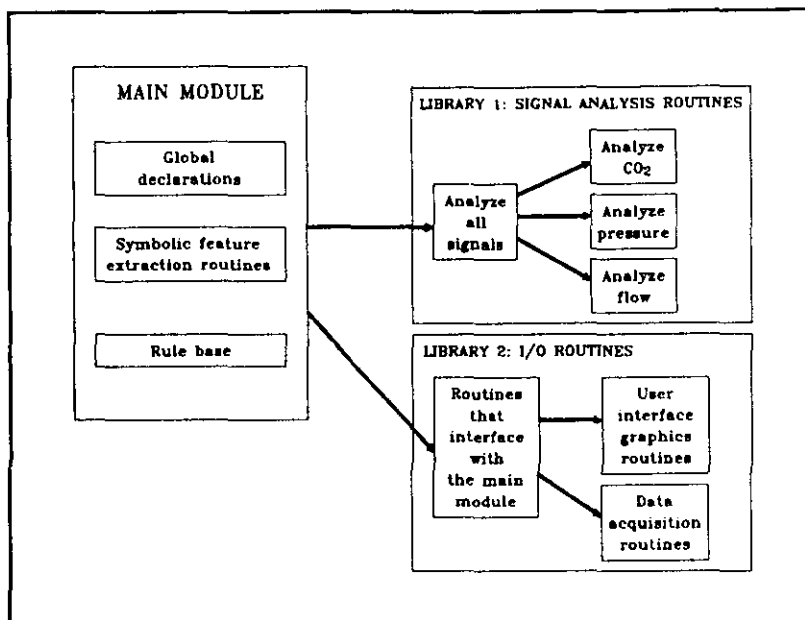 MAIN MODULE
Global
declarations
Symbolic feature
extraction routines
Rule base
LIBRARY 1: SIGNAL ANALYSIS ROUTINES
Analyze
all
signals
Analyze
CO₂
Analyze
pressure
Analyze
flow
LIBRARY 2: I/O ROUTINES
Routines
that
interface
with
the main
module
User
interface
graphics
routines
Data
acquisition
routines